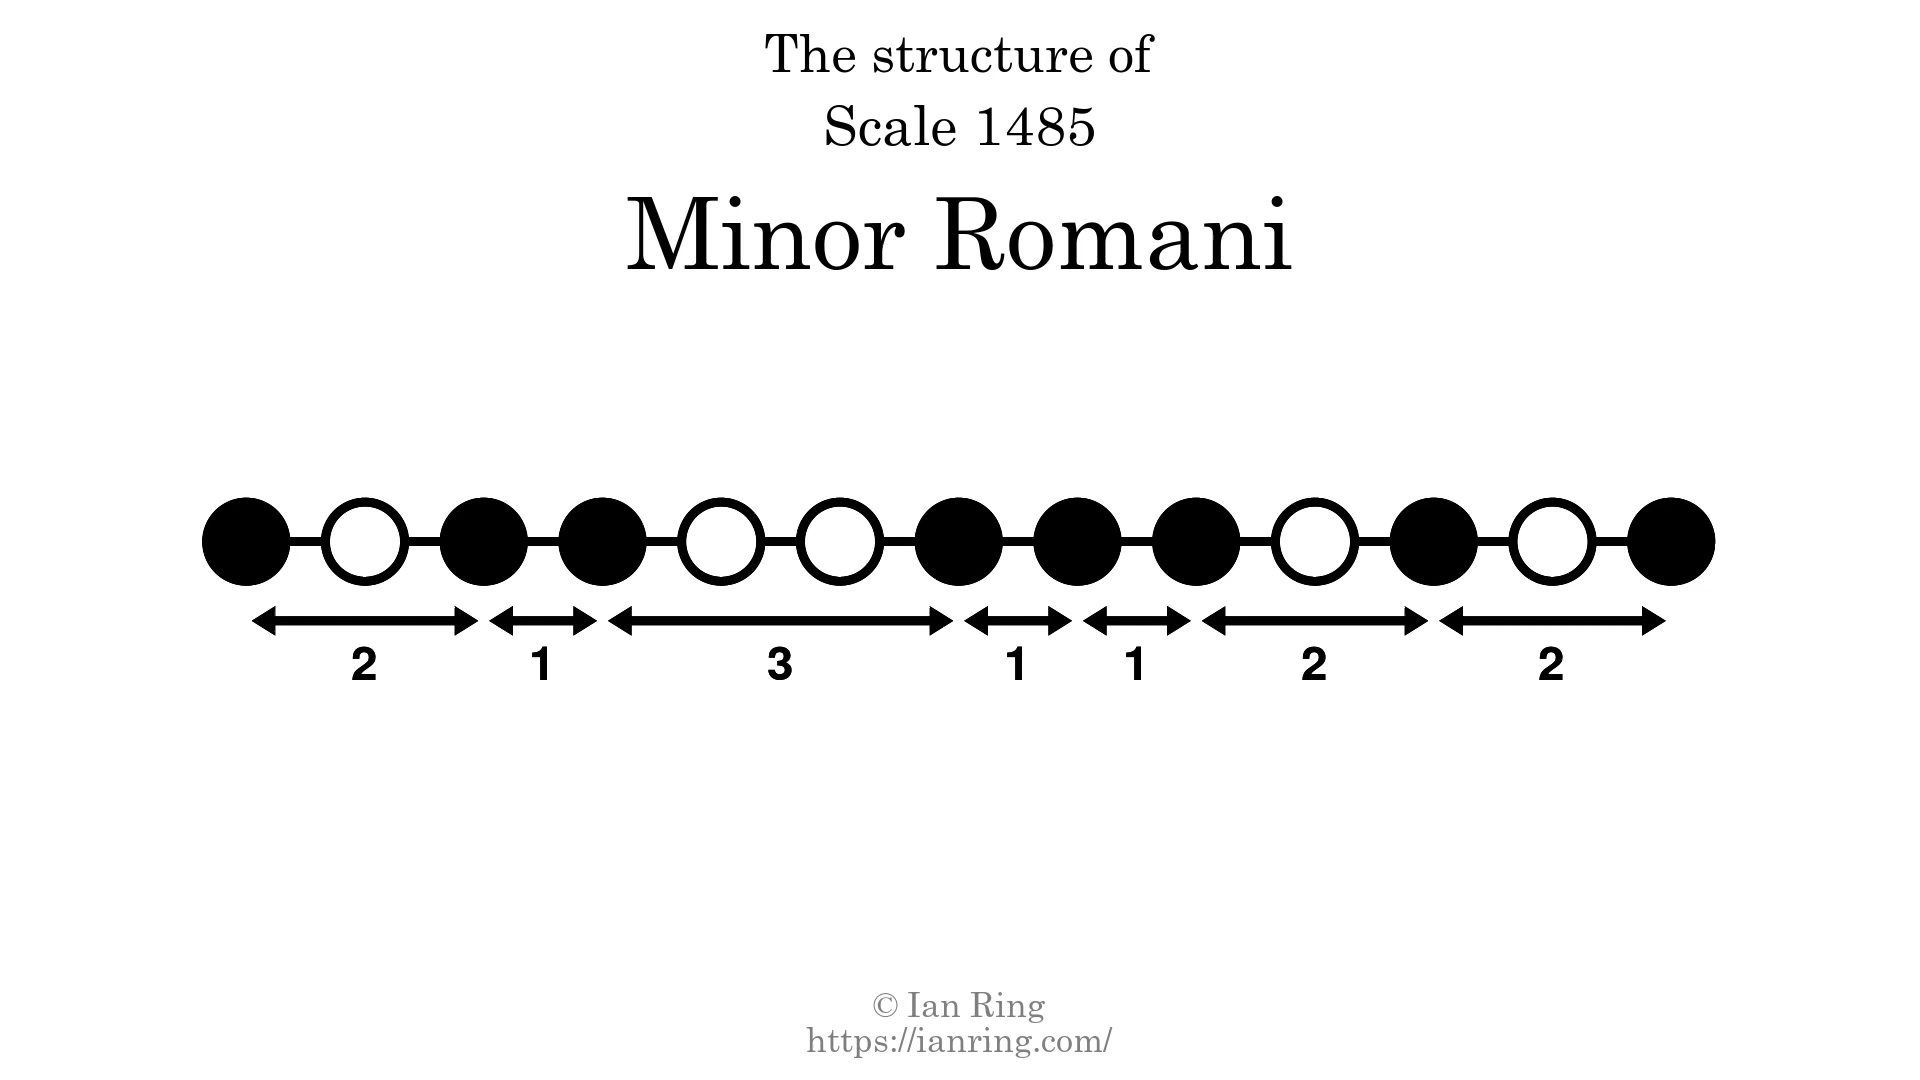 The structure of
Scale 1485
Minor Romani
2 1 3 1 1 2 2
© Ian Ring
https://ianring.com/